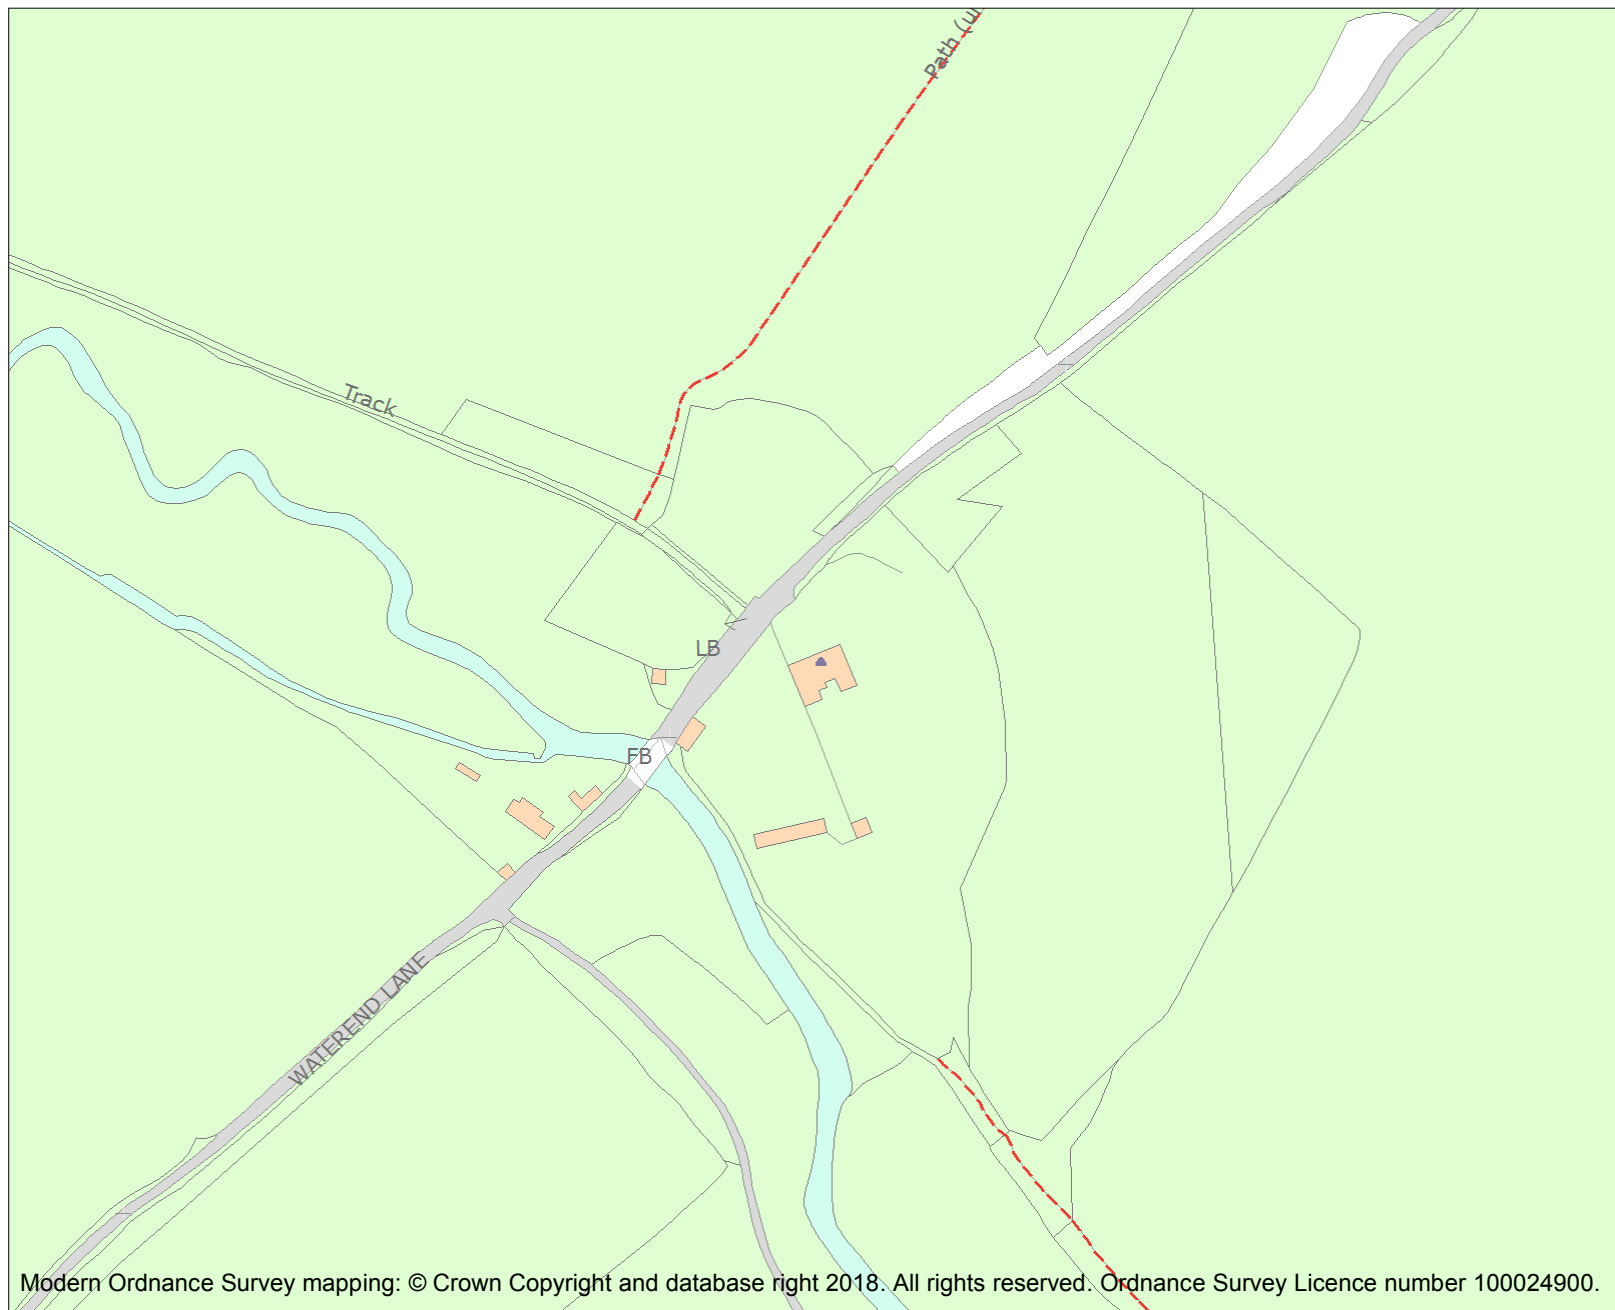 Path (u
Track
LB
FB
WATEREND LANE
Modern Ordnance Survey mapping: © Crown Copyright and database right 2018. All rights reserved. Ordnance Survey Licence number 100024900.